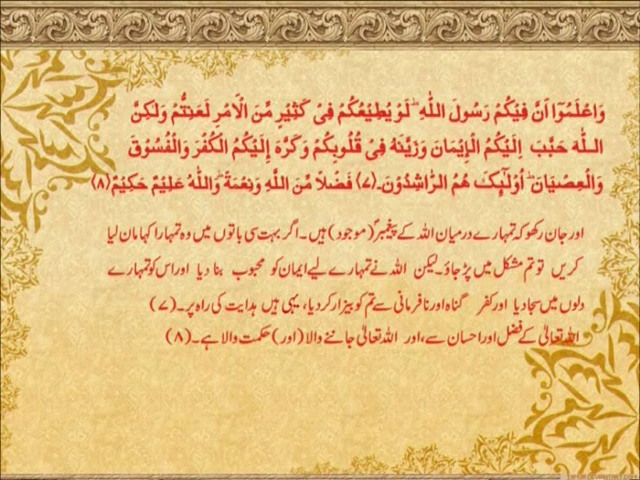 وَاعْلَمُوٓا اَنَّ فِيْكُمْ رَسُوْلَ اللّٰهِ ؕ لَوْ يُطِيْعُكُمْ فِىْ كَثِيْرٍ مِّنَ الْاَمْرِ لَعَنِتُّمْ وَلٰكِنَّ
اللّٰهَ حَبَّبَ اِلَيْكُمُ الْاِيْمَانَ وَزَيَّنَهٗ فِىْ قُلُوْبِكُمْ وَكَرَّهَ اِلَيْكُمُ الْكُفْرَ وَالْفُسُوْقَ
وَالْعِصْيَانَ ؕ اُولٰٓئِكَ هُمُ الرّٰشِدُوْنَ۔(۷) فَضْلًا مِّنَ اللّٰهِ وَنِعْمَةً ؕ وَاللّٰهُ عَلِيْمٌ حَكِيْمٌ(۸)
اور جان رکھو کہ تمہارے درمیان اللہ کے پیغمبرؐ (موجود) ہیں۔ اگر بہت سی باتوں میں وہ تمہارا کہا مان لیا
کریں تو تم مشکل میں پڑ جاؤ۔ لیکن اللہ نے تمہارے لیے ایمان کو محبوب بنا دیا اور اس کو تمہارے
دلوں میں سجا دیا اور کفر گناہ اور نافرمانی سے تم کو بیزار کر دیا، یہی ہیں ہدایت کی راہ پر۔ (۷)
اللہ تعالیٰ کے فضل اور احسان سے، اور اللہ تعالیٰ جاننے والا (اور) حکمت والا ہے۔ (۸)